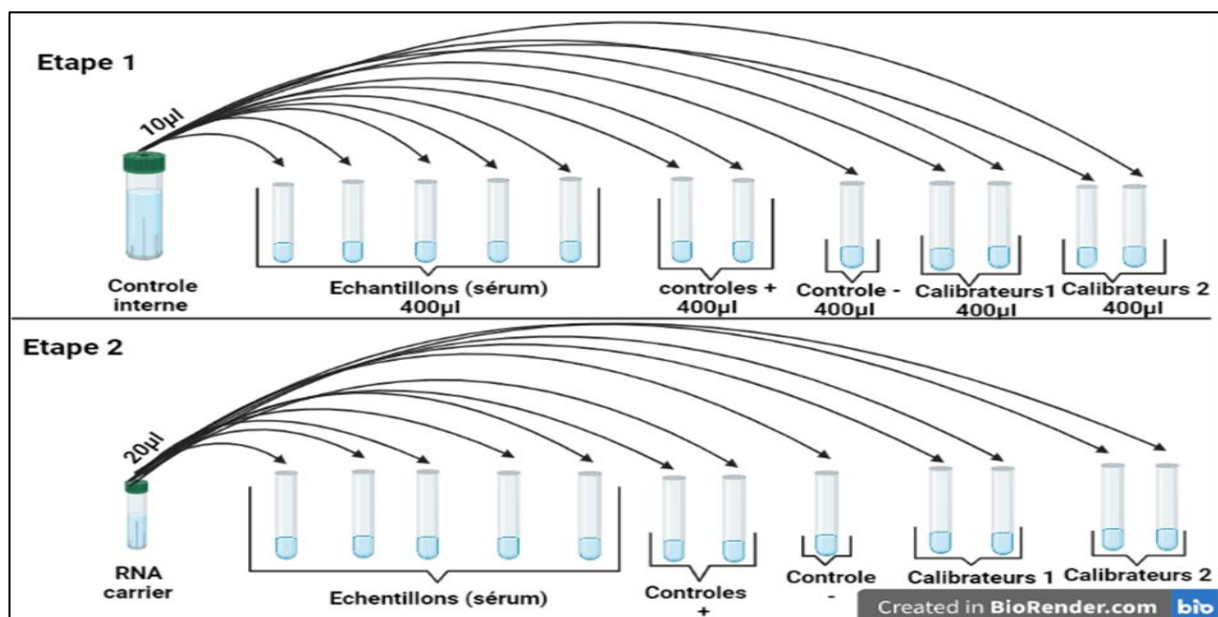 Etape 1
10µl
Controle
interne
Echantillons (sérum)
400µl
controles +
400µl
Controle -
400µl
Calibrateurs1
400µl
Calibrateurs 2
400µl
Etape 2
20µl
RNA
carrier
Echentillons (sérum)
Controles
+
Controle
-
Calibrateurs 1
Calibrateurs 2
Created in BioRender.com bio